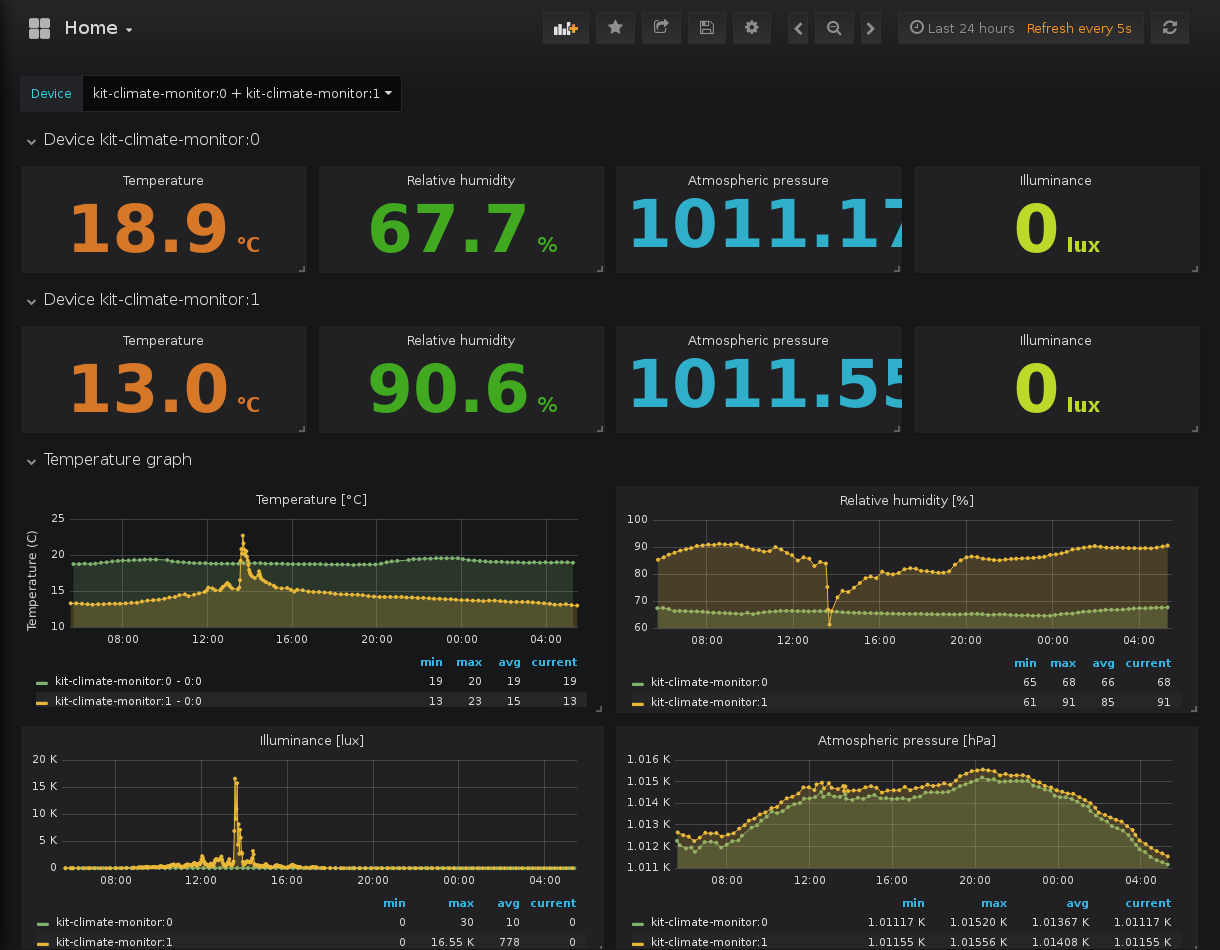 Home
Last 24 hours Refresh every 5s
Device kit-climate-monitor:0 + kit-climate-monitor:1
Device kit-climate-monitor:0
Temperature Relative humidity Atmospheric pressure Illuminance
18.9 °C 67.7 % 1011.17 0 lux
Device kit-climate-monitor:1
Temperature Relative humidity Atmospheric pressure Illuminance
13.0 °C 90.6 % 1011.55 0 lux
Temperature graph
Temperature [°C]
Temperature (C)
25
20
15
10
08:00 12:00 16:00 20:00 00:00 04:00
min max avg current
kit-climate-monitor:0 - 0:0 19 20 19 19
kit-climate-monitor:1 - 0:0 13 23 15 13
Relative humidity [%]
100
90
80
70
60
08:00 12:00 16:00 20:00 00:00 04:00
min max avg current
kit-climate-monitor:0 65 68 66 68
kit-climate-monitor:1 61 91 85 91
Illuminance [lux]
20 K
15 K
10 K
5 K
0
08:00 12:00 16:00 20:00 00:00 04:00
min max avg current
kit-climate-monitor:0 0 30 10 0
kit-climate-monitor:1 0 16.55 K 778 0
Atmospheric pressure [hPa]
1.016 K
1.015 K
1.014 K
1.013 K
1.012 K
1.011 K
08:00 12:00 16:00 20:00 00:00 04:00
min max avg current
kit-climate-monitor:0 1.01117 K 1.01520 K 1.01367 K 1.01117 K
kit-climate-monitor:1 1.01155 K 1.01556 K 1.01408 K 1.01155 K